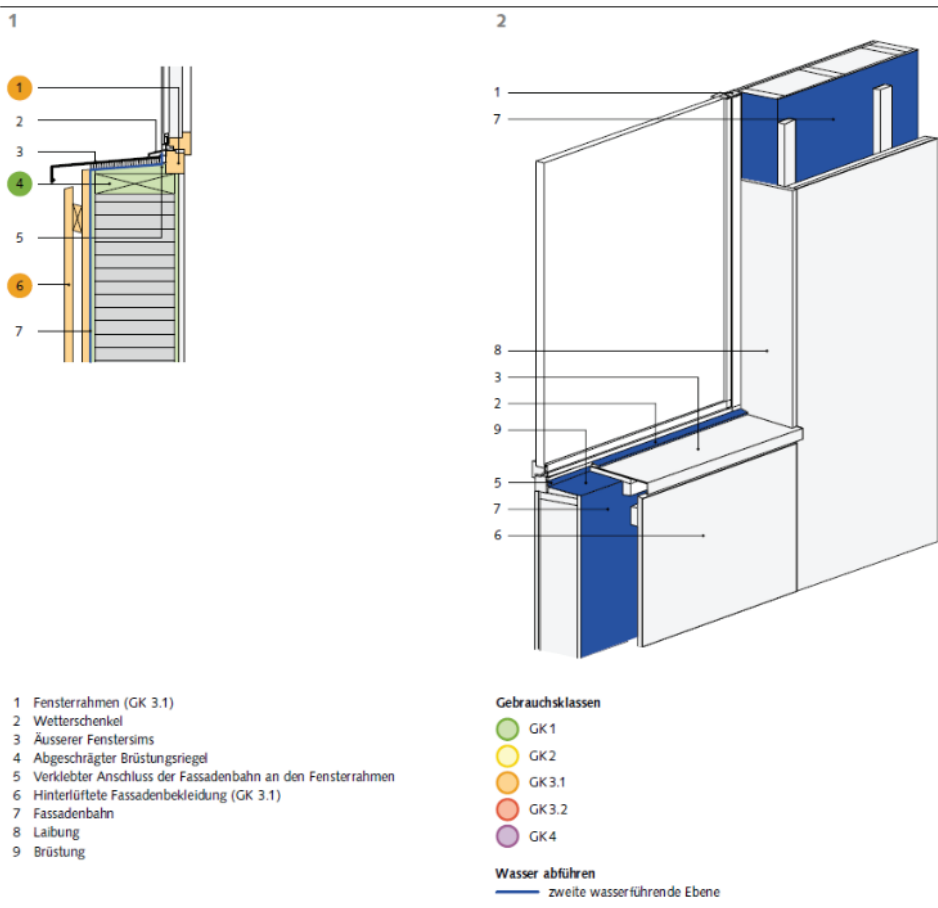 1
2
1
2
3
4
5
6
7
1
7
8
3
2
9
5
7
6
1 Fensterrahmen (GK 3.1)
2 Wetterschenkel
3 Äusserer Fenstersims
4 Abgeschrägter Brüstungsriegel
5 Verklebter Anschluss der Fassadenbahn an den Fensterrahmen
6 Hinterlüftete Fassadenbekleidung (GK 3.1)
7 Fassadenbahn
8 Laibung
9 Brüstung
Gebrauchsklassen
GK 1
GK 2
GK 3.1
GK 3.2
GK 4
Wasser abführen
zweite wasserführende Ebene